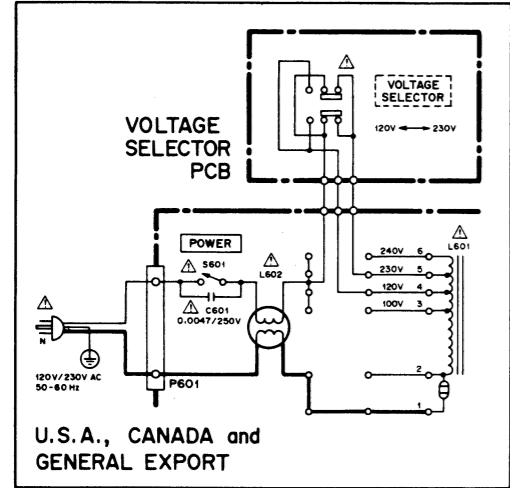 VOLTAGE
SELECTOR
120V 230V
VOLTAGE
SELECTOR
PCB
POWER
S601
C601
0.0047/250V
L602
L601
240V 6
230V 5
120V 4
100V 3
2
1
N
120V/230V AC
50-60 Hz
P601
U.S.A., CANADA and
GENERAL EXPORT